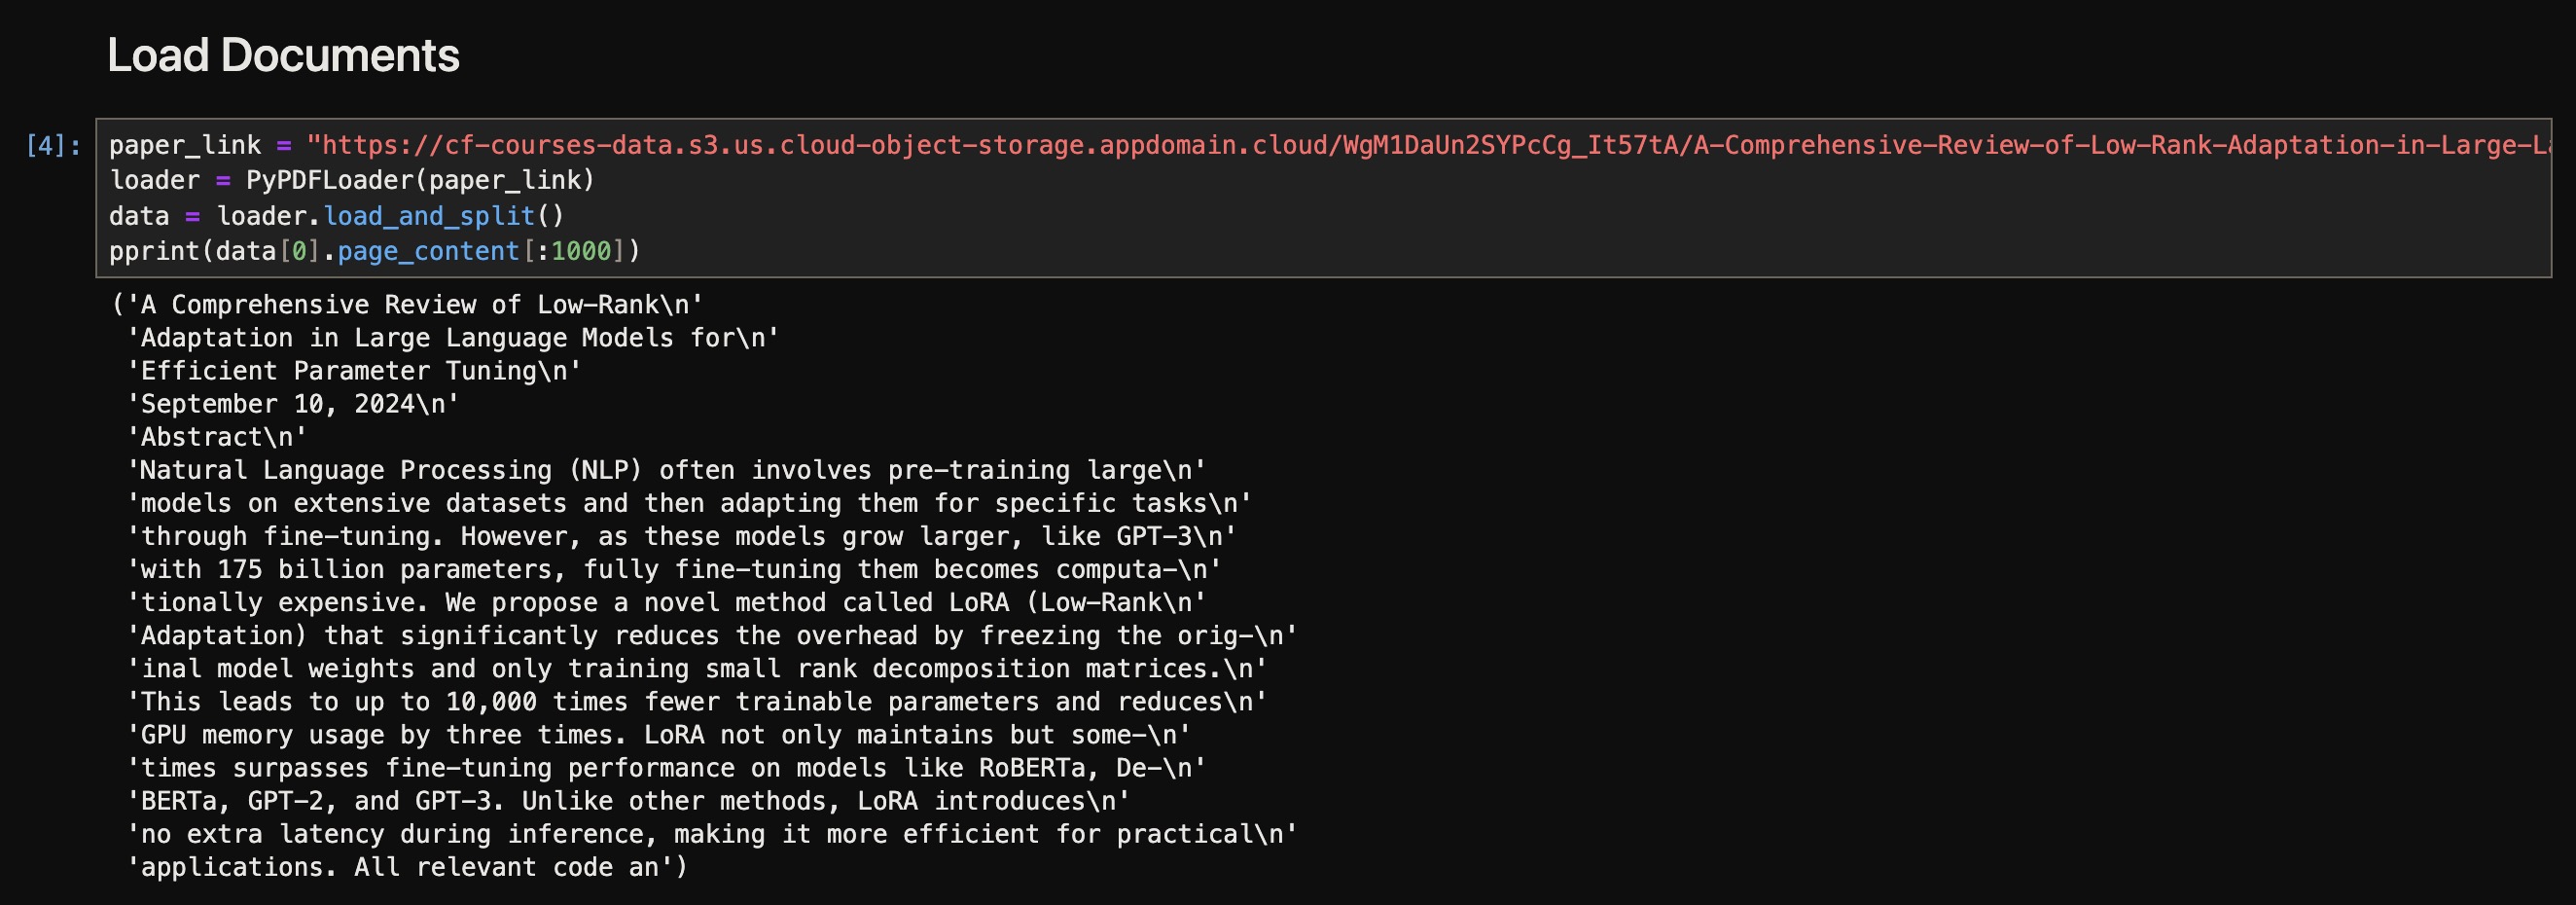 Load Documents
[4]: paper_link = "https://cf-courses-data.s3.us.cloud-object-storage.appdomain.cloud/WgM1DaUn2SYPcCg_It57tA/A-Comprehensive-Review-of-Low-Rank-Adaptation-in-Large-La
loader = PyPDFLoader(paper_link)
data = loader.load_and_split()
pprint(data[0].page_content[:1000])
('A Comprehensive Review of Low-Rank\n'
'Adaptation in Large Language Models for\n'
'Efficient Parameter Tuning\n'
'September 10, 2024\n'
'Abstract\n'
'Natural Language Processing (NLP) often involves pre-training large\n'
'models on extensive datasets and then adapting them for specific tasks\n'
'through fine-tuning. However, as these models grow larger, like GPT-3\n'
'with 175 billion parameters, fully fine-tuning them becomes computa-\n'
'tionally expensive. We propose a novel method called LoRA (Low-Rank\n'
'Adaptation) that significantly reduces the overhead by freezing the orig-\n'
'inal model weights and only training small rank decomposition matrices.\n'
'This leads to up to 10,000 times fewer trainable parameters and reduces\n'
'GPU memory usage by three times. LoRA not only maintains but some-\n'
'times surpasses fine-tuning performance on models like RoBERTa, De-\n'
'BERTa, GPT-2, and GPT-3. Unlike other methods, LoRA introduces\n'
'no extra latency during inference, making it more efficient for practical\n'
'applications. All relevant code an')